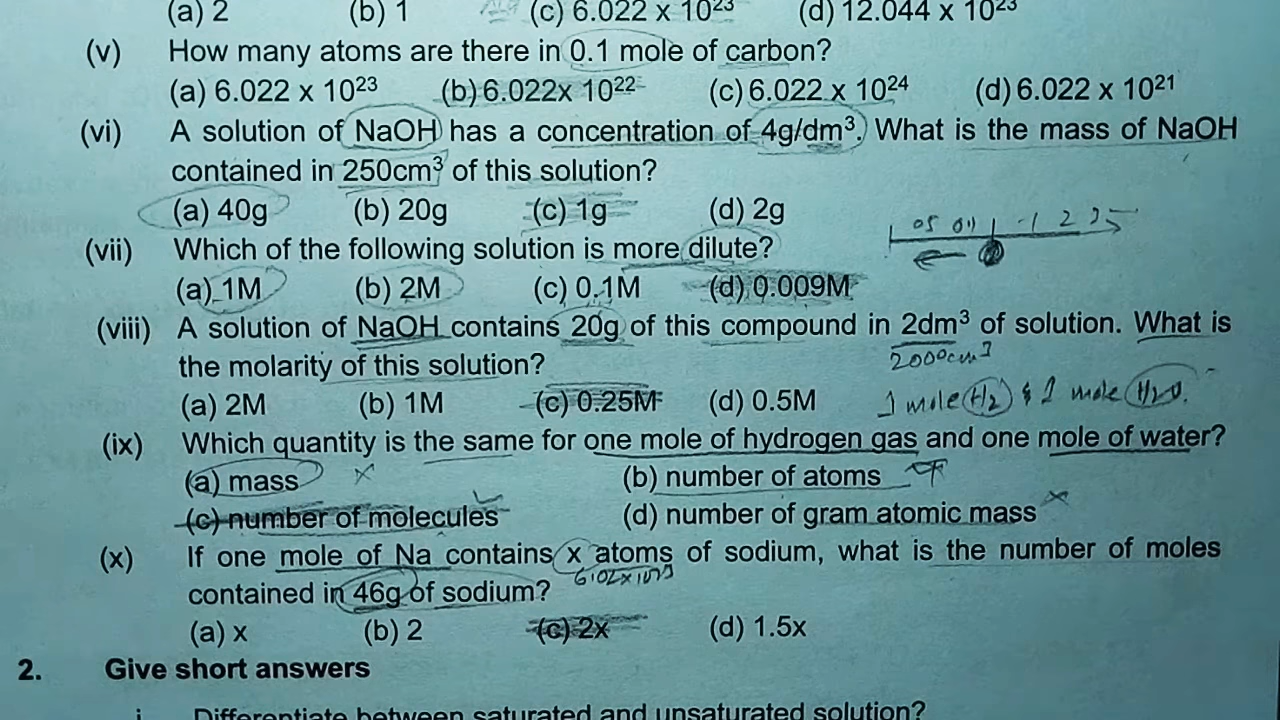 (a) 2 (b) 1 (c) 6.022 x 10²³ (d) 12.044 x 10²³
(v) How many atoms are there in 0.1 mole of carbon?
(a) 6.022 x 10²³ (b) 6.022x 10²² (c) 6.022 x 10²⁴ (d) 6.022 x 10²¹
(vi) A solution of NaOH has a concentration of 4g/dm³. What is the mass of NaOH
contained in 250cm³ of this solution?
(a) 40g (b) 20g (c) 1g (d) 2g
(vii) Which of the following solution is more dilute?
(a) 1M (b) 2M (c) 0.1M (d) 0.009M
(viii) A solution of NaOH contains 20g of this compound in 2dm³ of solution. What is
2000cm³
the molarity of this solution?
(a) 2M (b) 1M (c) 0.25M (d) 0.5M
1 mole H₂ & 1 mole H₂O.
(ix) Which quantity is the same for one mole of hydrogen gas and one mole of water?
(a) mass (b) number of atoms
(c) number of molecules (d) number of gram atomic mass
(x) If one mole of Na contains x atoms of sodium, what is the number of moles
contained in 46g of sodium?
(a) x (b) 2 (c) 2x (d) 1.5x
2. Give short answers
i. Differentiate between saturated and unsaturated solution?